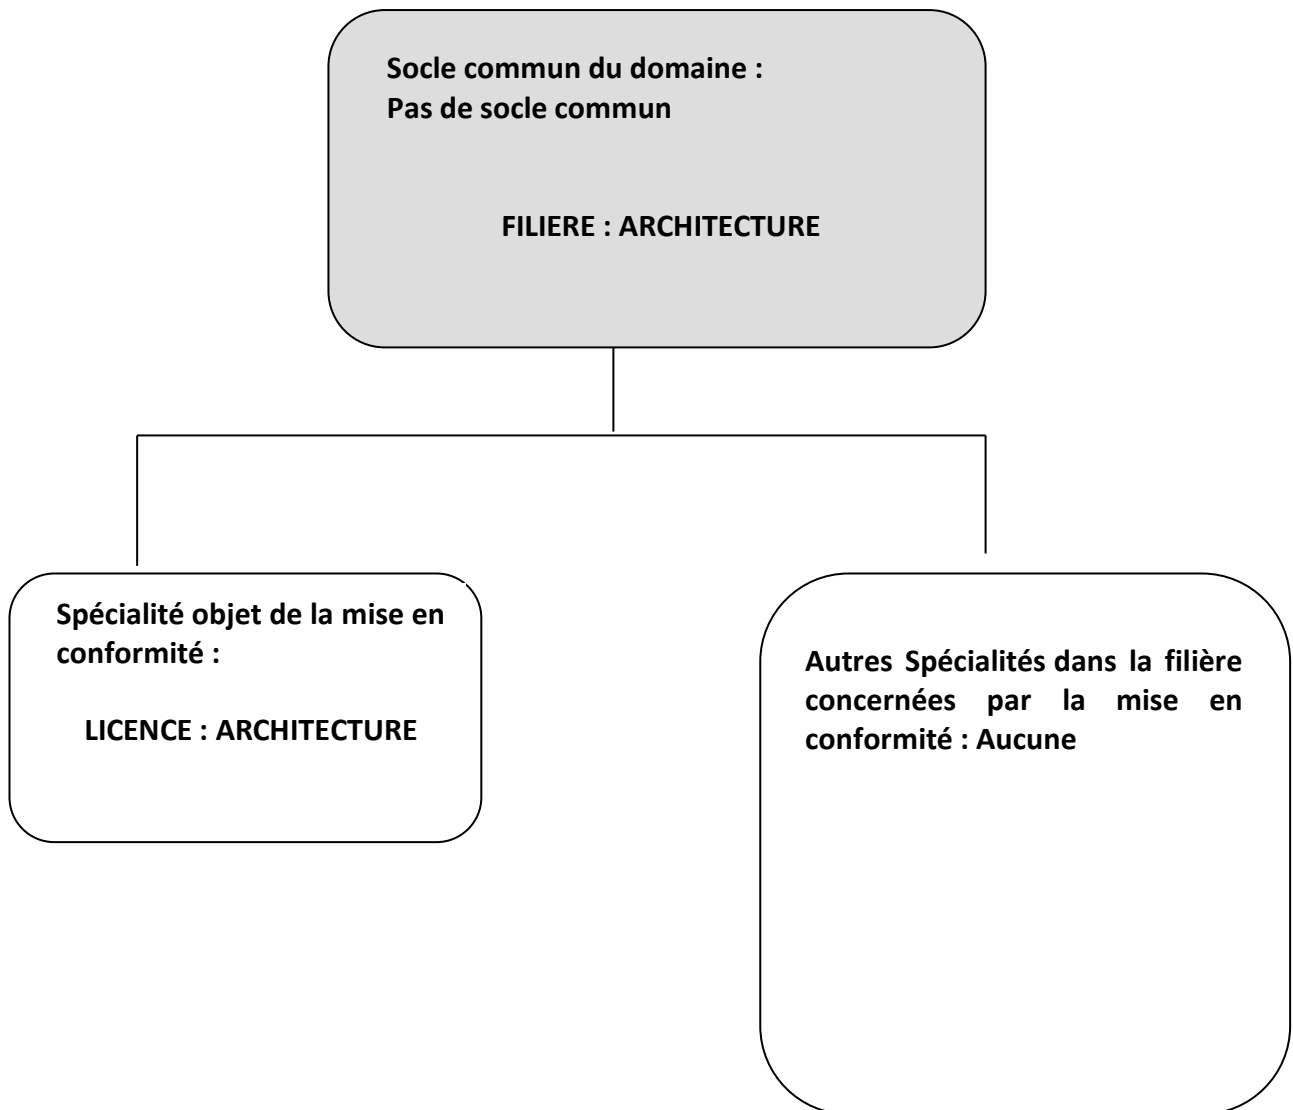 Socle commun du domaine :
Pas de socle commun
FILIERE : ARCHITECTURE
Spécialité objet de la mise en
conformité :
LICENCE : ARCHITECTURE
Autres Spécialités dans la filière
concernées par la mise en
conformité : Aucune